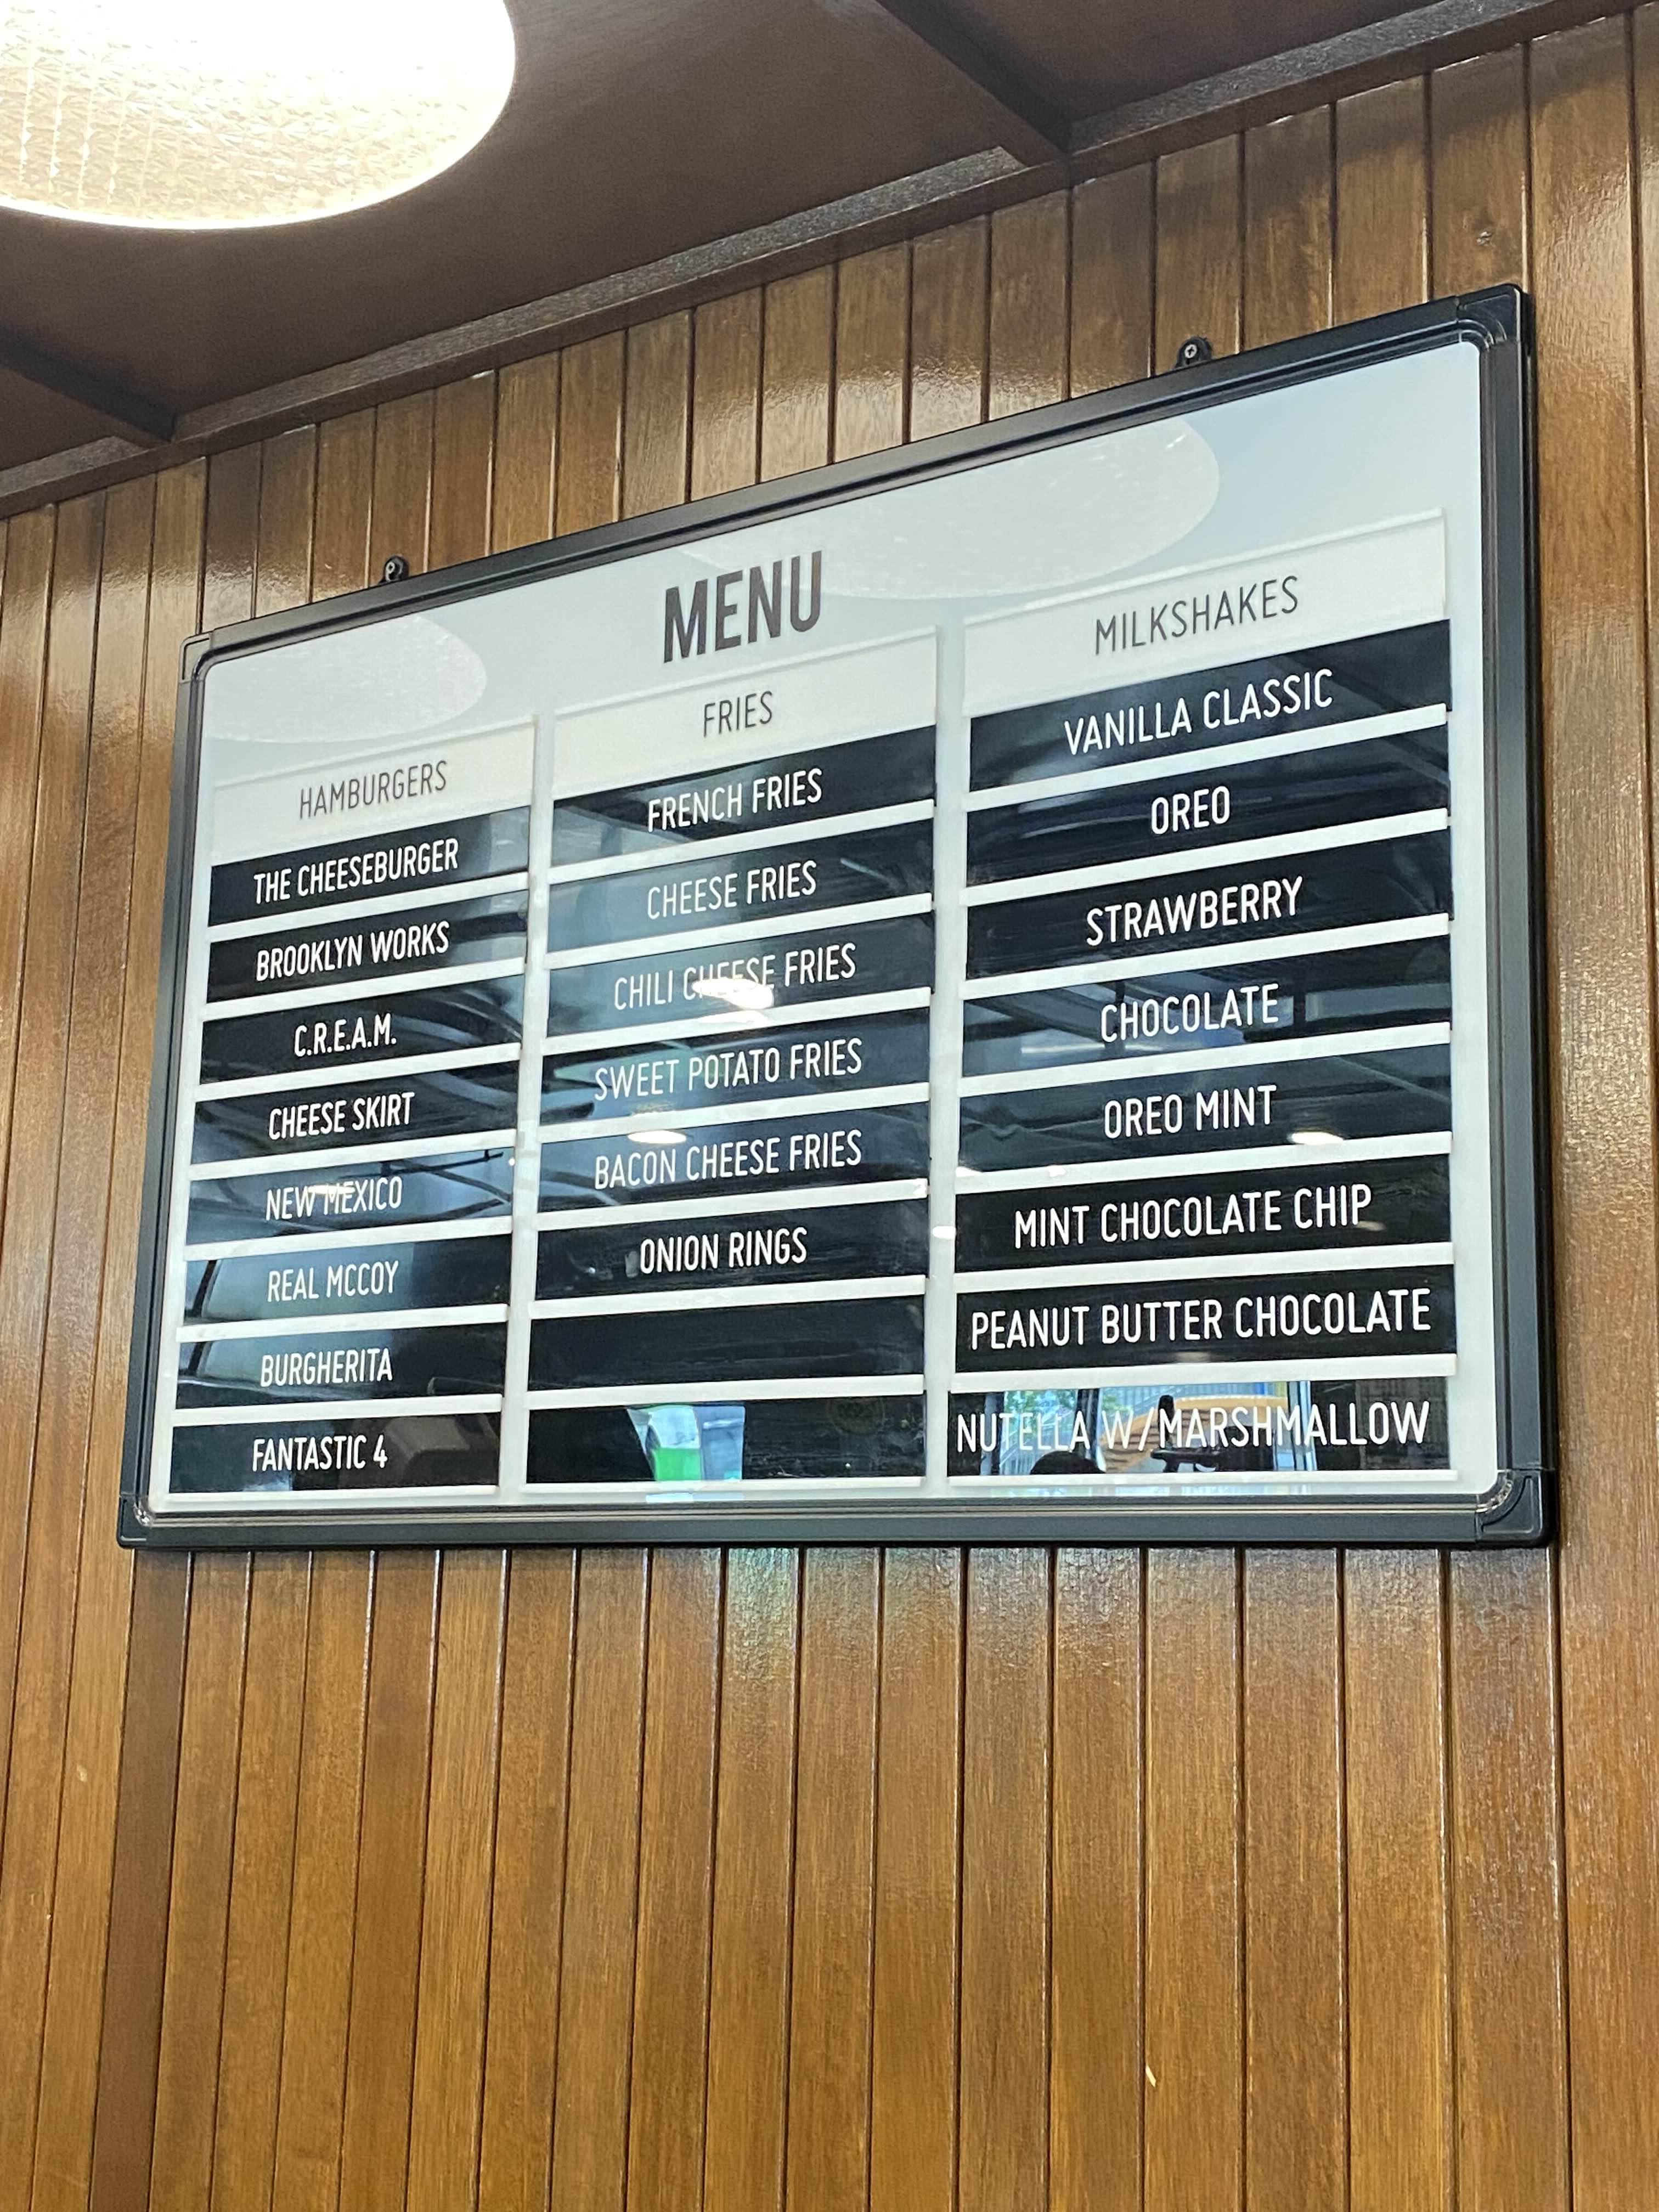 MENU
HAMBURGERS
THE CHEESEBURGER
BROOKLYN WORKS
C.R.E.A.M.
CHEESE SKIRT
NEW MEXICO
REAL MCCOY
BURGHERITA
FANTASTIC 4
FRIES
FRENCH FRIES
CHEESE FRIES
CHILI CHEESE FRIES
SWEET POTATO FRIES
BACON CHEESE FRIES
ONION RINGS
MILKSHAKES
VANILLA CLASSIC
OREO
STRAWBERRY
CHOCOLATE
OREO MINT
MINT CHOCOLATE CHIP
PEANUT BUTTER CHOCOLATE
NUTELLA W/MARSHMALLOW